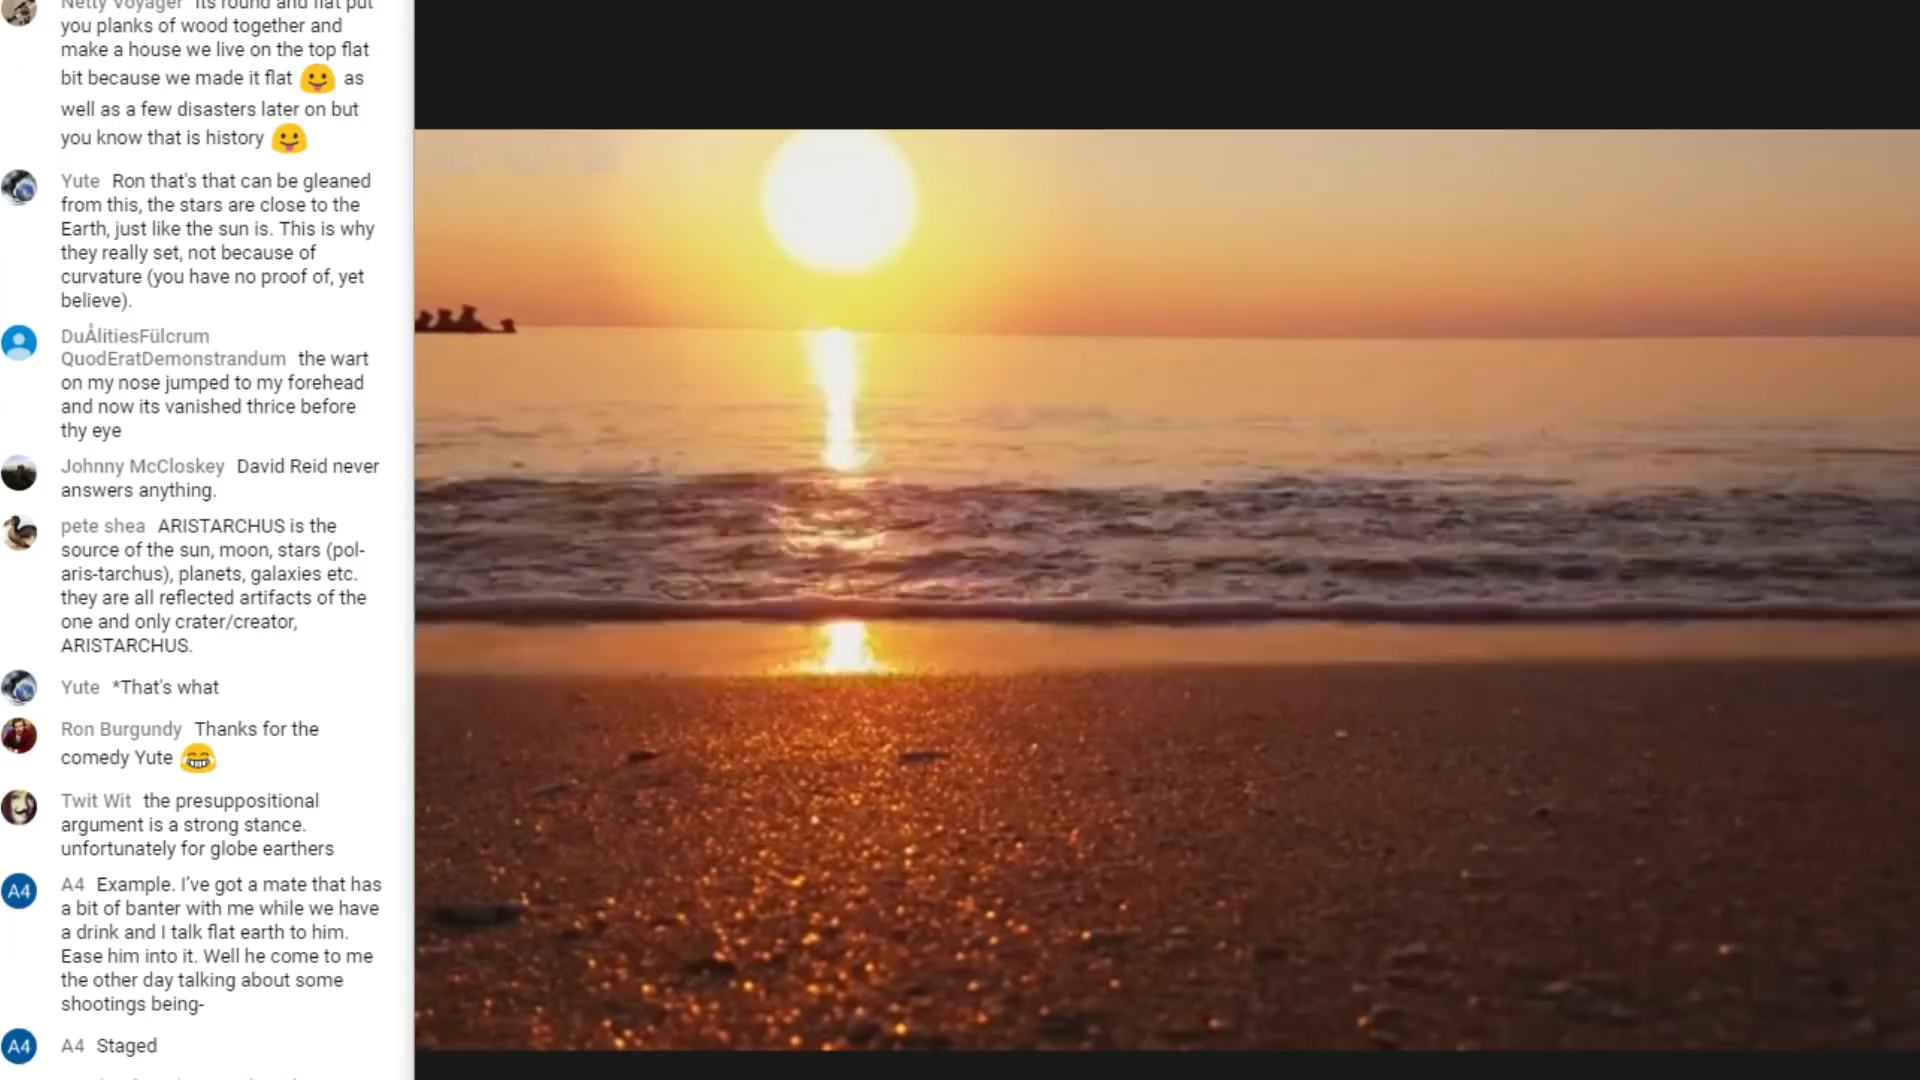 Netty Voyager its round and flat put
you planks of wood together and
make a house we live on the top flat
bit because we made it flat 😛 as
well as a few disasters later on but
you know that is history 😛
Yute Ron that's that can be gleaned
from this, the stars are close to the
Earth, just like the sun is. This is why
they really set, not because of
curvature (you have no proof of, yet
believe).
DuÅlitiesFülcrum
QuodEratDemonstrandum the wart
on my nose jumped to my forehead
and now its vanished thrice before
thy eye
Johnny McCloskey David Reid never
answers anything.
pete shea ARISTARCHUS is the
source of the sun, moon, stars (pol-
aris-tarchus), planets, galaxies etc.
they are all reflected artifacts of the
one and only crater/creator,
ARISTARCHUS.
Yute *That's what
Ron Burgundy Thanks for the
comedy Yute 😂
Twit Wit the presuppositional
argument is a strong stance.
unfortunately for globe earthers
A4 A4 Example. I've got a mate that has
a bit of banter with me while we have
a drink and I talk flat earth to him.
Ease him into it. Well he come to me
the other day talking about some
shootings being-
A4 A4 Staged